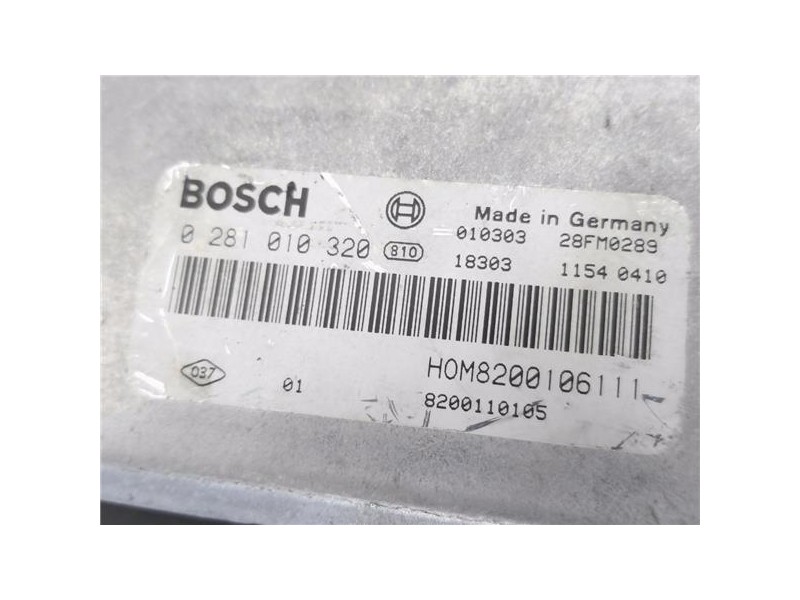 BOSCH
Made in Germany
0 281 010 320 810
010303 28FM0289
18303 1154 0410
HOM8200106111
037
01
8200110105